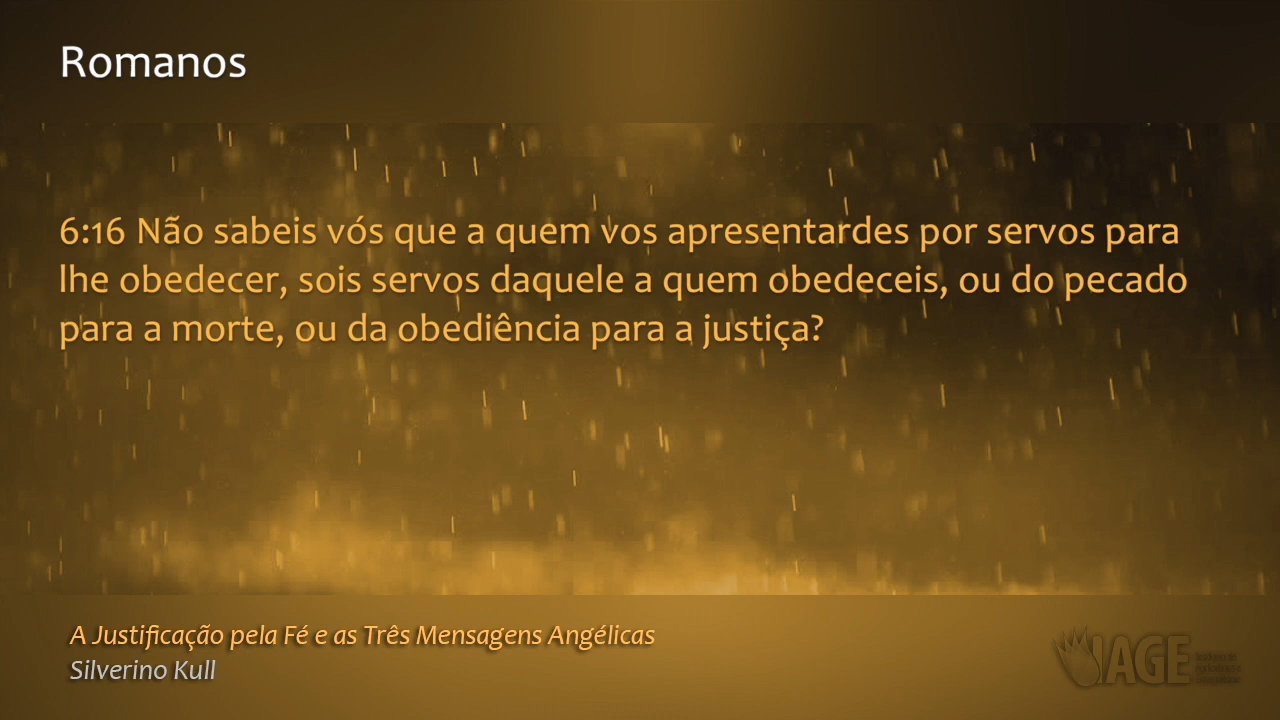 Romanos
6:16 Não sabeis vós que a quem vos apresentardes por servos para
lhe obedecer, sois servos daquele a quem obedeceis, ou do pecado
para a morte, ou da obediência para a justiça?
A Justificação pela Fé e as Três Mensagens Angélicas
Silverino Kull
IAGE